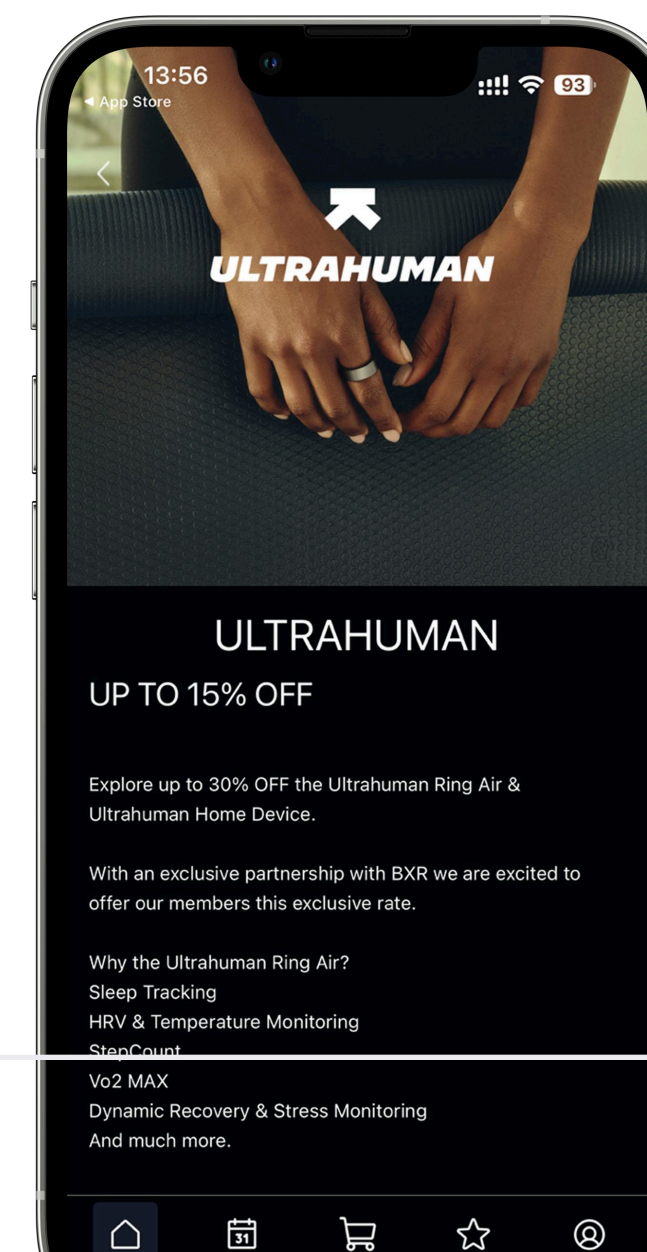 13:56
93
◀ App Store
ULTRAHUMAN
ULTRAHUMAN
UP TO 15% OFF
Explore up to 30% OFF the Ultrahuman Ring Air &
Ultrahuman Home Device.
With an exclusive partnership with BXR we are excited to
offer our members this exclusive rate.
Why the Ultrahuman Ring Air?
Sleep Tracking
HRV & Temperature Monitoring
StepCount
Vo2 MAX
Dynamic Recovery & Stress Monitoring
And much more.
31